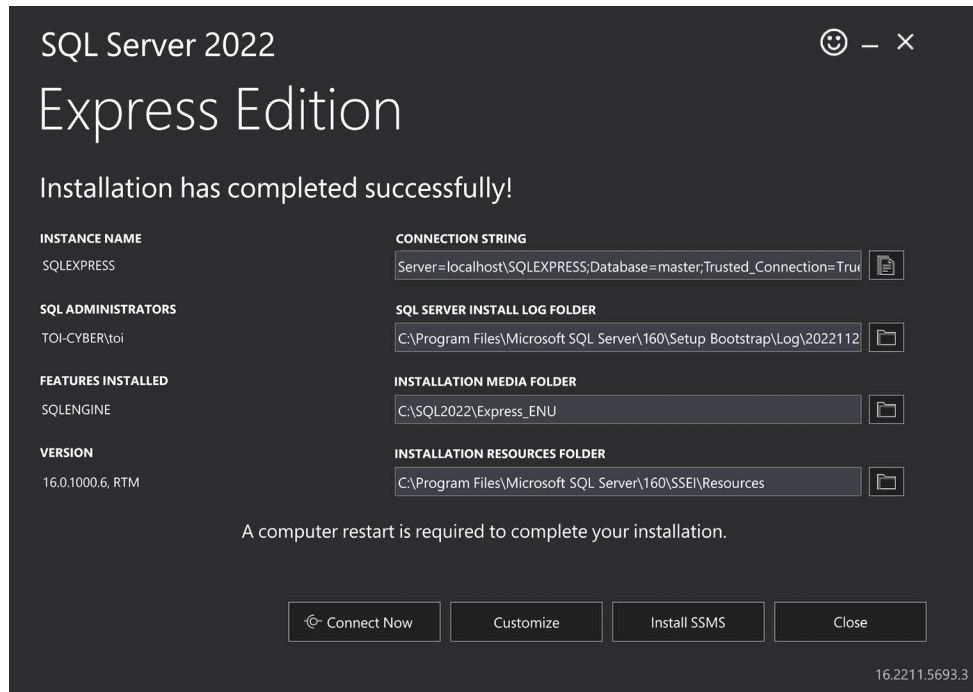 SQL Server 2022
Express Edition
Installation has completed successfully!
INSTANCE NAME
SQLEXPRESS
CONNECTION STRING
Server=localhost\SQLEXPRESS;Database=master;Trusted_Connection=True
SQL ADMINISTRATORS
TOI-CYBER\toi
SQL SERVER INSTALL LOG FOLDER
C:\Program Files\Microsoft SQL Server\160\Setup Bootstrap\Log\2022112
FEATURES INSTALLED
SQLENGINE
INSTALLATION MEDIA FOLDER
C:\SQL2022\Express_ENU
VERSION
16.0.1000.6, RTM
INSTALLATION RESOURCES FOLDER
C:\Program Files\Microsoft SQL Server\160\SSEI\Resources
A computer restart is required to complete your installation.
Connect Now
Customize
Install SSMS
Close
16.2211.5693.3